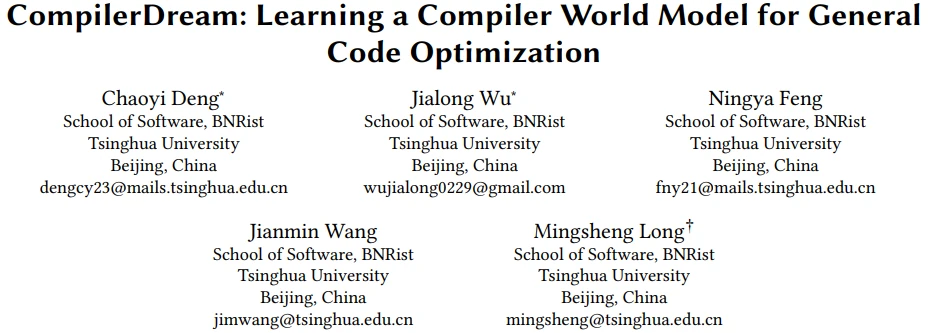 CompilerDream: Learning a Compiler World Model for General
Code Optimization
Chaoyi Deng*
School of Software, BNRist
Tsinghua University
Beijing, China
dengcy23@mails.tsinghua.edu.cn
Jialong Wu*
School of Software, BNRist
Tsinghua University
Beijing, China
wujialong0229@gmail.com
Ningya Feng
School of Software, BNRist
Tsinghua University
Beijing, China
fny21@mails.tsinghua.edu.cn
Jianmin Wang
School of Software, BNRist
Tsinghua University
Beijing, China
jimwang@tsinghua.edu.cn
Mingsheng Long†
School of Software, BNRist
Tsinghua University
Beijing, China
mingsheng@tsinghua.edu.cn